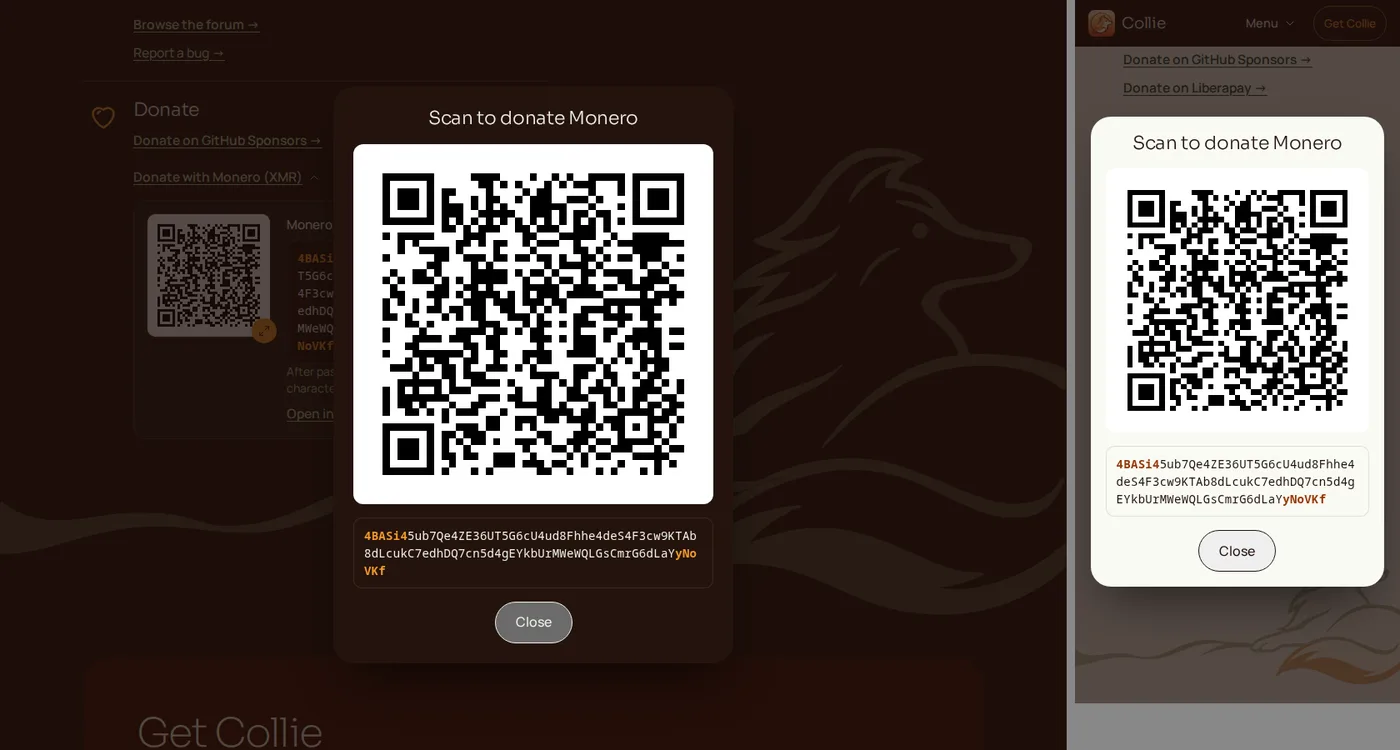 Browse the forum →
Report a bug →
Donate
Donate on GitHub Sponsors →
Donate with Monero (XMR)
Monero
4BASi
T5G6c
4F3cw
edhDQ
MWeWQ
NoVKf
After pas
characte
Open in
Scan to donate Monero
4BASi45ub7Qe4ZE36UT5G6cU4ud8Fhhe4deS4F3cw9KTAb
8dLcukC7edhDQ7cn5d4gEYkbUrMWeWQLGsCmrG6dLaYyNo
VKf
Close
Get Collie
Collie
Menu
Get Collie
Donate on GitHub Sponsors →
Donate on Liberapay →
Scan to donate Monero
4BASi45ub7Qe4ZE36UT5G6cU4ud8Fhhe4
deS4F3cw9KTAb8dLcukC7edhDQ7cn5d4g
EYkbUrMWeWQLGsCmrG6dLaYyNoVKf
Close